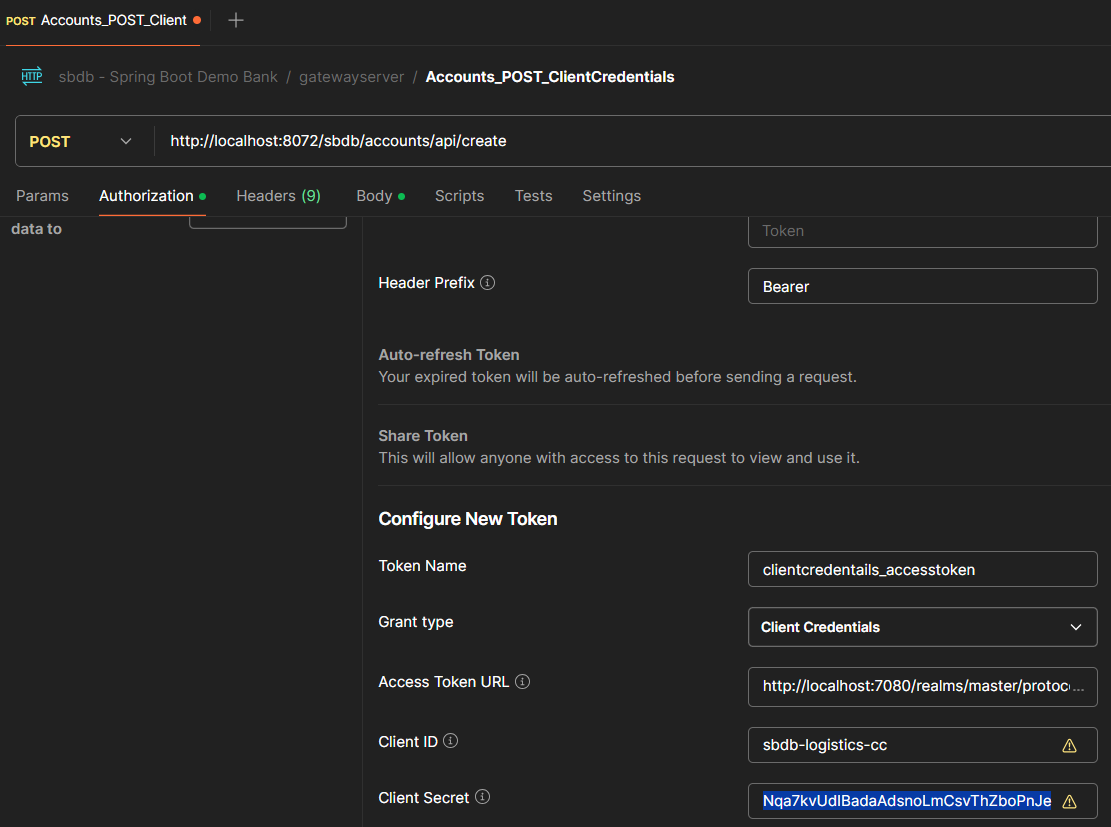 POST Accounts_POST_Client
HTTP sbdb - Spring Boot Demo Bank / gatewayserver / Accounts_POST_ClientCredentials
POST http://localhost:8072/sbdb/accounts/api/create
Params Authorization Headers (9) Body Scripts Tests Settings
data to
Token
Header Prefix Bearer
Auto-refresh Token
Your expired token will be auto-refreshed before sending a request.
Share Token
This will allow anyone with access to this request to view and use it.
Configure New Token
Token Name clientcredentails_accesstoken
Grant type Client Credentials
Access Token URL http://localhost:7080/realms/master/protoc...
Client ID sbdb-logistics-cc
Client Secret Nqa7kvUdlBadaAdsnoLmCsvThZboPnJe